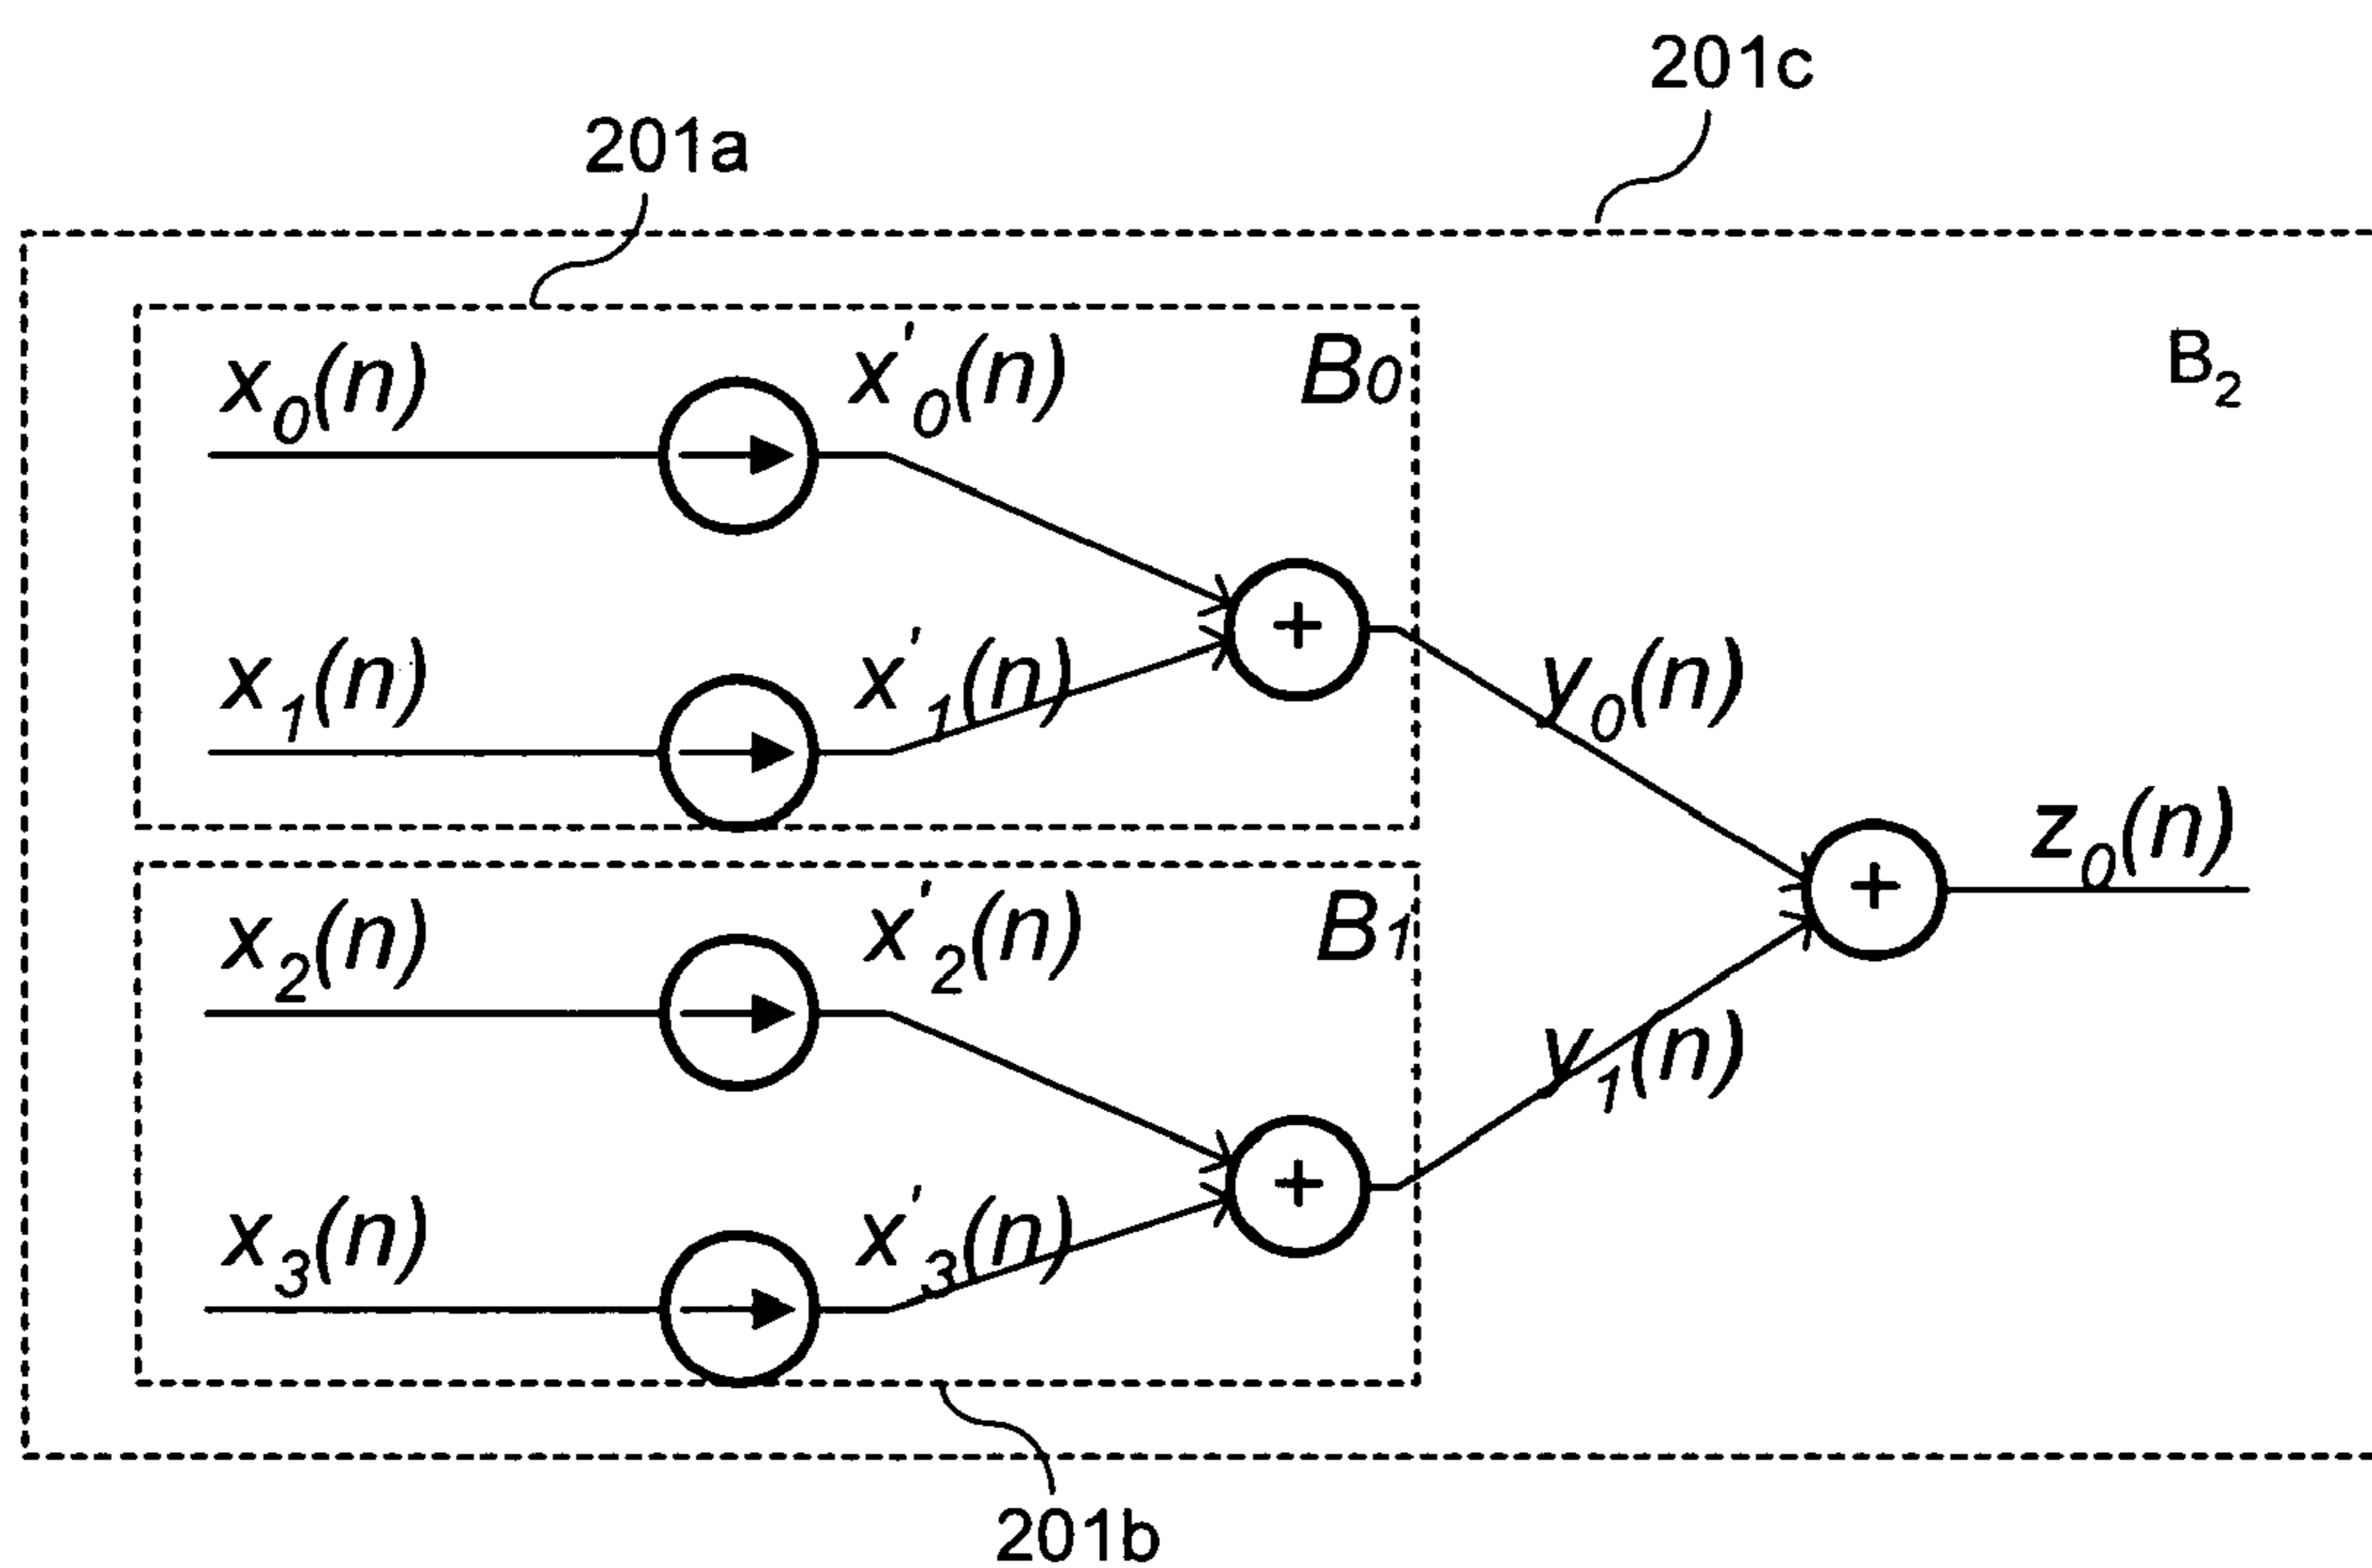 201c
201a
x₀(n)
x'₀(n)
B₀
B₂
x₁(n)
x'₁(n)
+
y₀(n)
z₀(n)
+
x₂(n)
x'₂(n)
B₁
y₁(n)
x₃(n)
x'₃(n)
+
201b